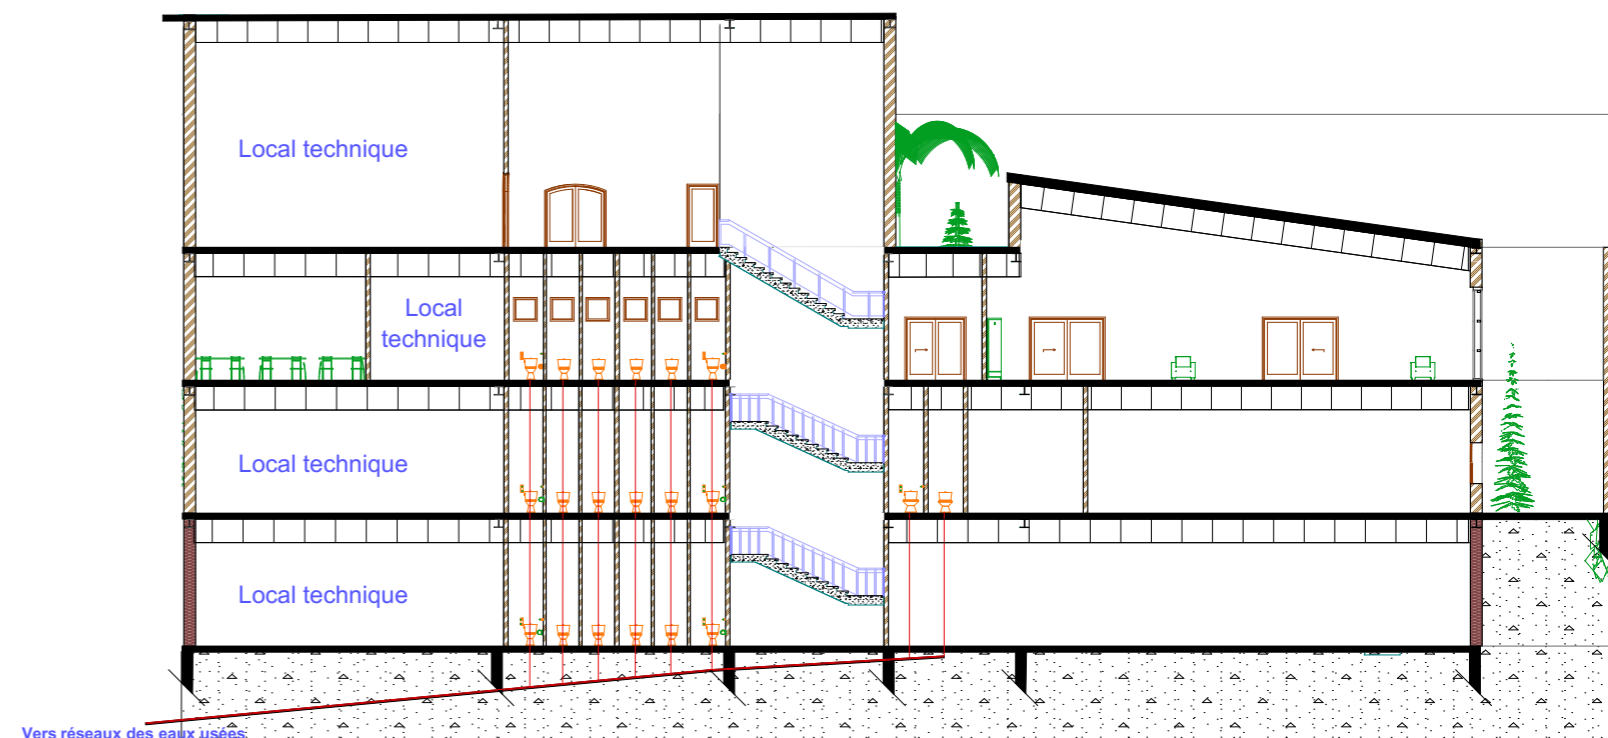 Local technique
Local
technique
Local technique
Local technique
Vers réseaux des eaux usées